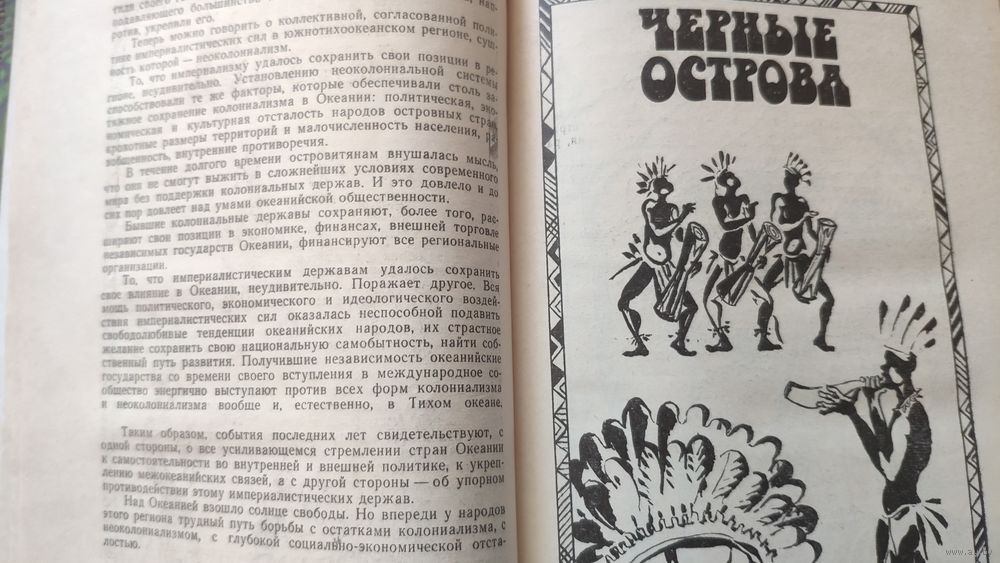 подавляющего большинства
ротив, укрепляя его.
Теперь можно говорить о коллективной, согласованной поли-
тике империалистических сил в южнотихоокеанском регионе, сущ-
ность которой — неоколониализм.
То, что империализму удалось сохранить свои позиции в ре-
гионе, неудивительно. Установлению неоколониальной системы
способствовали те же факторы, которые обеспечивали столь за-
тяжное сохранение колониализма в Океании: политическая, эко-
номическая и культурная отсталость народов островных стран,
крохотные размеры территорий и малочисленность населения, ра-
зобщенность, внутренние противоречия.
В течение долгого времени островитянам внушалась мысль,
что они не смогут выжить в сложнейших условиях современного
мира без поддержки колониальных держав. И это довлело и до
сих пор довлеет над умами океанийской общественности.
Бывшие колониальные державы сохраняют, более того, рас-
ширяют свои позиции в экономике, финансах, внешней торговле
независимых государств Океании, финансируют все региональные
организации.
То, что империалистическим державам удалось сохранить
свое влияние в Океании, неудивительно. Поражает другое. Вся
мощь политического, экономического и идеологического воздей-
ствия империалистических сил оказалась неспособной подавить
свободолюбивые тенденции океанийских народов, их страстное
желание сохранить свою национальную самобытность, найти соб-
ственный путь развития. Получившие независимость океанийские
государства со времени своего вступления в международное со-
общество энергично выступают против всех форм колониализма
и неоколониализма вообще и, естественно, в Тихом океане.
Таким образом, события последних лет свидетельствуют, с
одной стороны, о все усиливающемся стремлении стран Океании
к самостоятельности во внутренней и внешней политике, к укреп-
лению межокеанийских связей, а с другой стороны — об упорном
противодействии этому империалистических держав.
Над Океанией взошло солнце свободы. Но впереди у народов
этого региона трудный путь борьбы с остатками колониализма, с
неоколониализмом, с глубокой социально-экономической отста-
лостью.
ЧЕРНЫЕ
ОСТРОВА